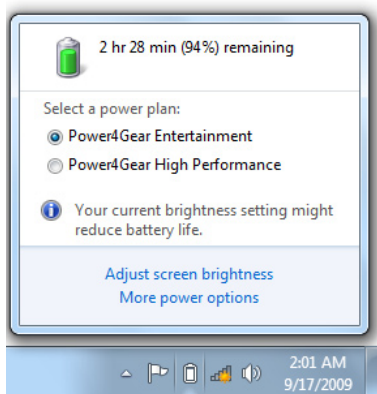 2 hr 28 min (94%) remaining
Select a power plan:
Power4Gear Entertainment
Power4Gear High Performance
Your current brightness setting might
reduce battery life.
Adjust screen brightness
More power options
2:01 AM
9/17/2009